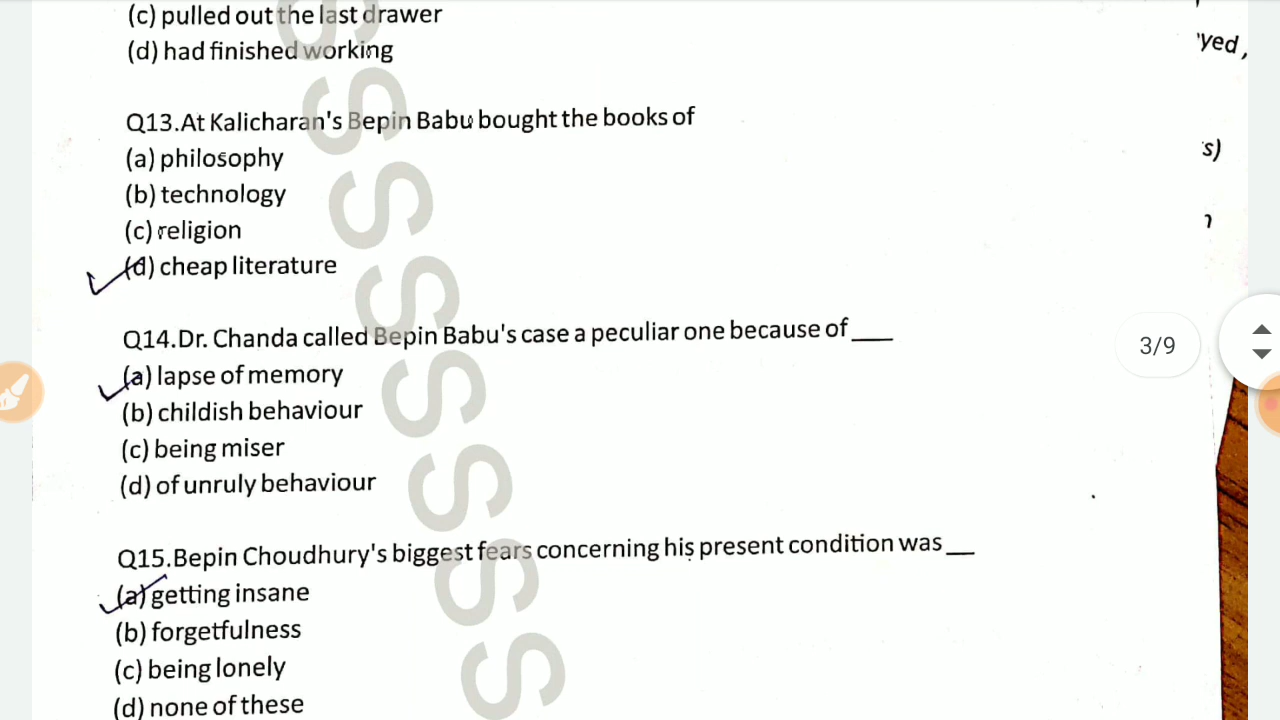 (c) pulled out the last drawer
(d) had finished working
'yed,
Q13.At Kalicharan's Bepin Babu bought the books of
(a) philosophy
s)
(b) technology
(c) religion
(d) cheap literature
Q14.Dr. Chanda called Bepin Babu's case a peculiar one because of ___
3/9
(a) lapse of memory
(b) childish behaviour
(c) being miser
(d) of unruly behaviour
Q15.Bepin Choudhury's biggest fears concerning his present condition was __
(a) getting insane
(b) forgetfulness
(c) being lonely
(d) none of these
SSSSSSSS